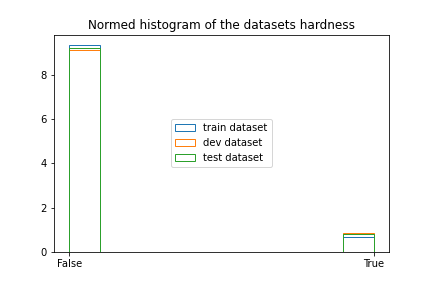 Normed histogram of the datasets hardness
8
6
4
2
0
train dataset
dev dataset
test dataset
False
True